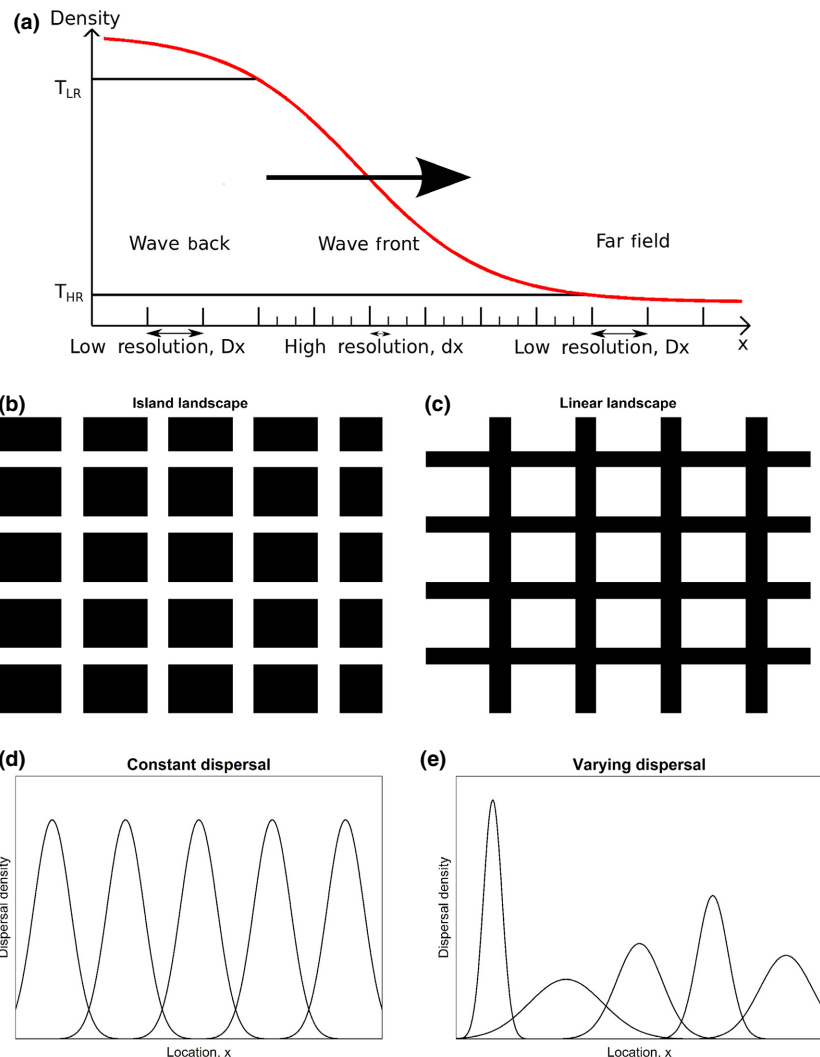 (a)
Density
T_LR
Wave back
Wave front
Far field
T_HR
Low resolution, Dx
High resolution, dx
Low resolution, Dx
x
(b)
Island landscape
(c)
Linear landscape
(d)
Constant dispersal
Dispersal density
Location, x
(e)
Varying dispersal
Dispersal density
Location, x